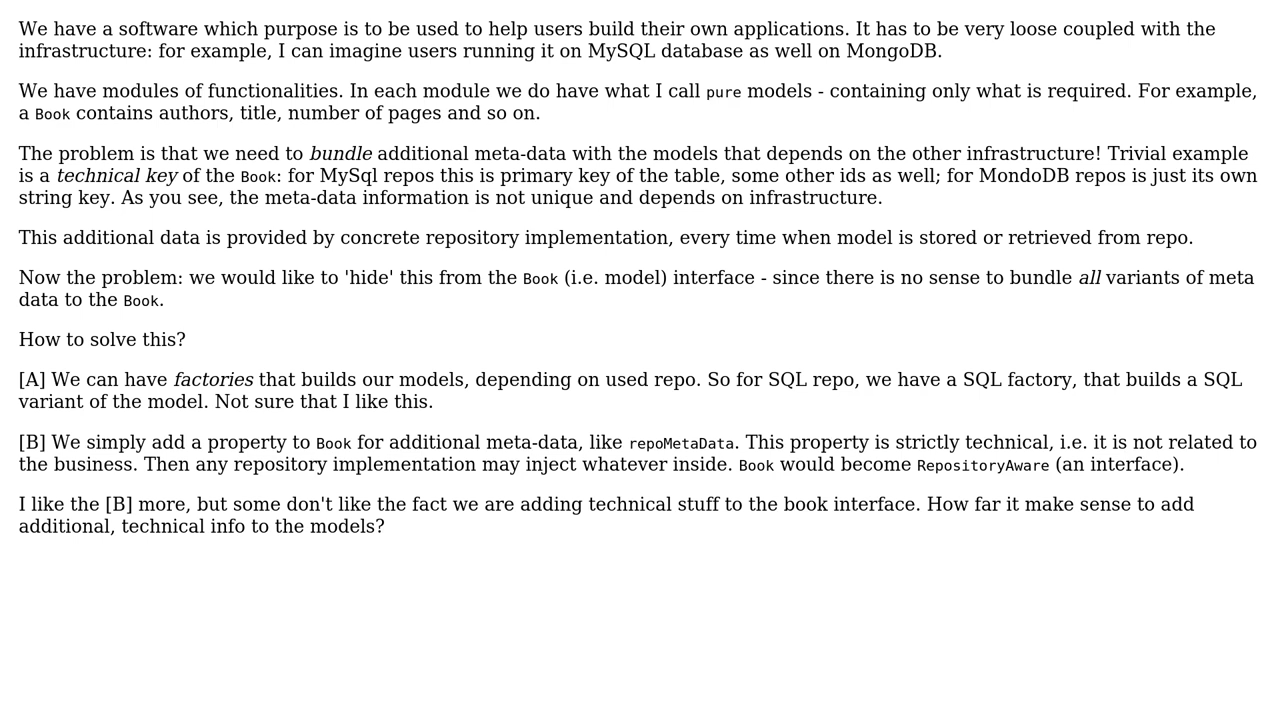 We have a software which purpose is to be used to help users build their own applications. It has to be very loose coupled with the
infrastructure: for example, I can imagine users running it on MySQL database as well on MongoDB.
We have modules of functionalities. In each module we do have what I call pure models - containing only what is required. For example,
a Book contains authors, title, number of pages and so on.
The problem is that we need to bundle additional meta-data with the models that depends on the other infrastructure! Trivial example
is a technical key of the Book: for MySql repos this is primary key of the table, some other ids as well; for MondoDB repos is just its own
string key. As you see, the meta-data information is not unique and depends on infrastructure.
This additional data is provided by concrete repository implementation, every time when model is stored or retrieved from repo.
Now the problem: we would like to 'hide' this from the Book (i.e. model) interface - since there is no sense to bundle all variants of meta
data to the Book.
How to solve this?
[A] We can have factories that builds our models, depending on used repo. So for SQL repo, we have a SQL factory, that builds a SQL
variant of the model. Not sure that I like this.
[B] We simply add a property to Book for additional meta-data, like repoMetaData. This property is strictly technical, i.e. it is not related to
the business. Then any repository implementation may inject whatever inside. Book would become RepositoryAware (an interface).
I like the [B] more, but some don't like the fact we are adding technical stuff to the book interface. How far it make sense to add
additional, technical info to the models?